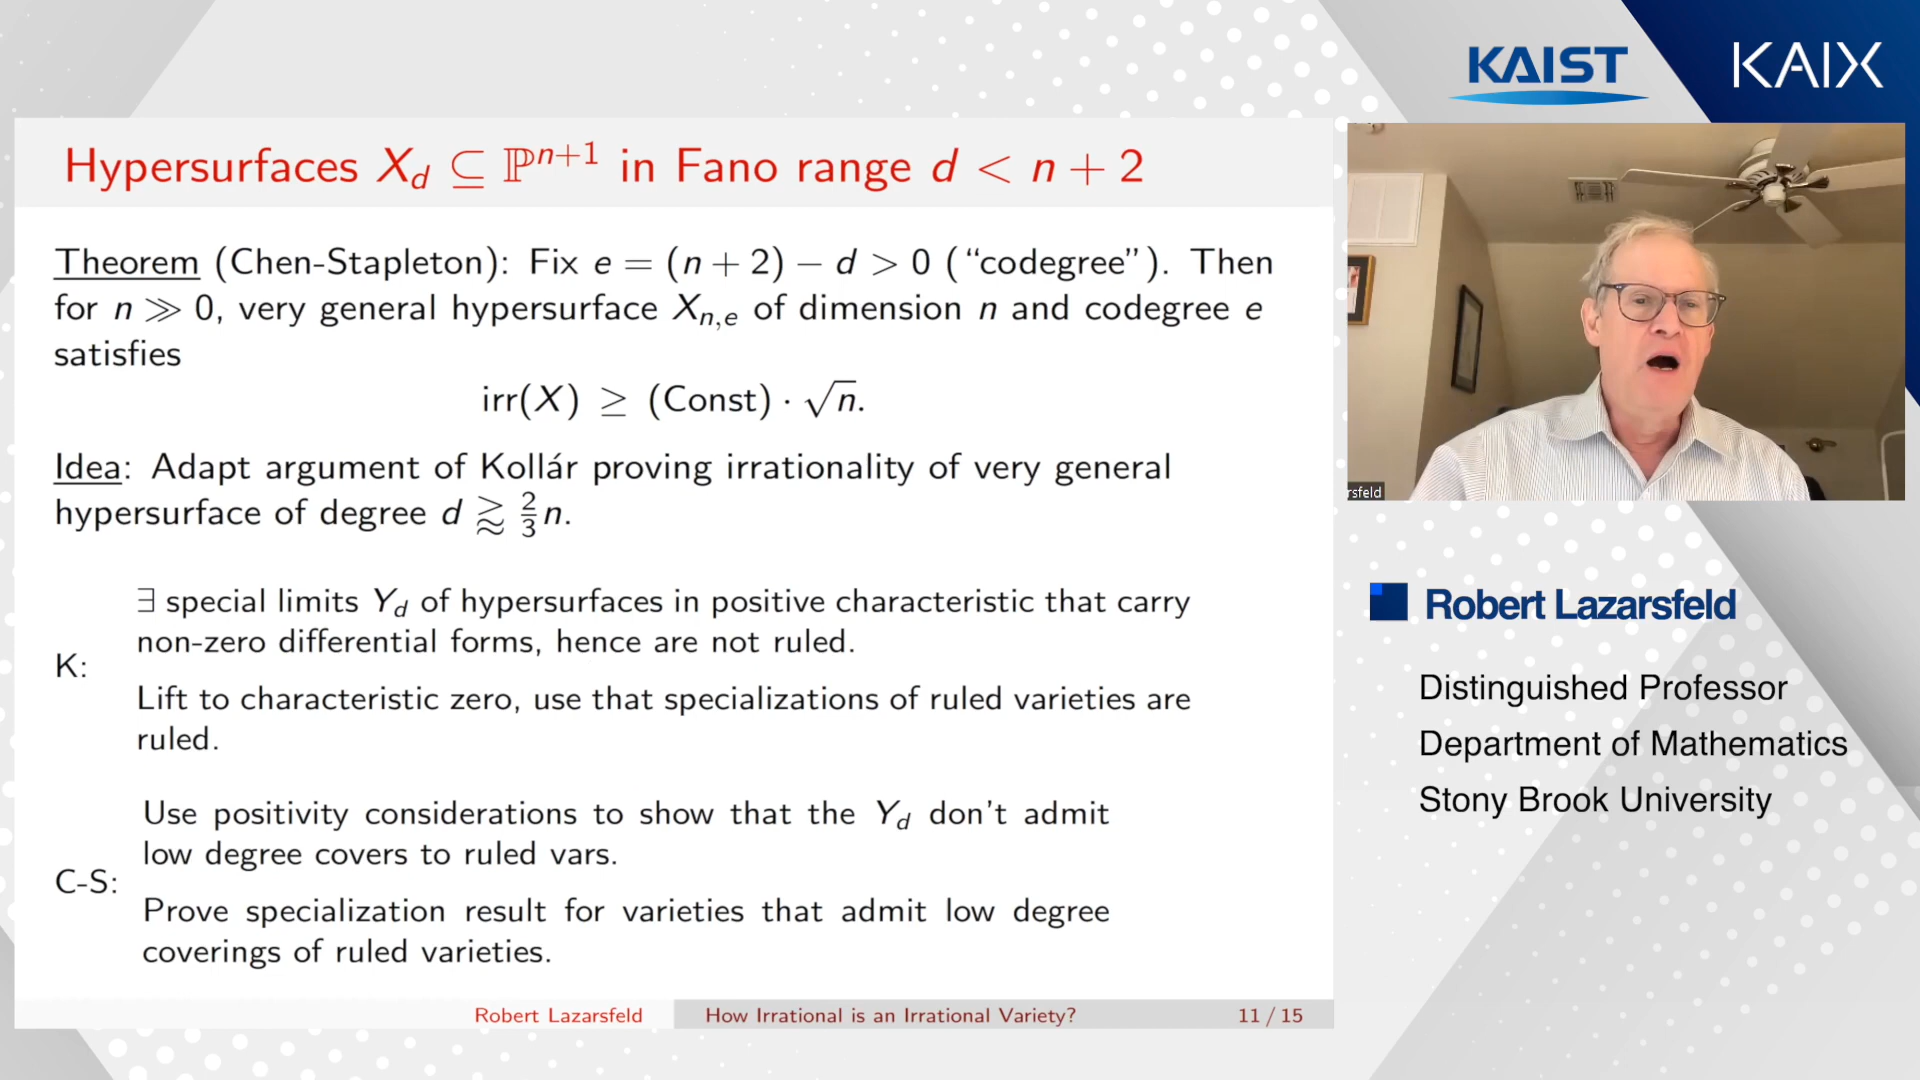 KAIST
KAIX
Hypersurfaces X_d ⊆ ℙ^{n+1} in Fano range d < n + 2
Theorem (Chen-Stapleton): Fix e = (n + 2) − d > 0 (“codegree”). Then
for n ≫ 0, very general hypersurface X_{n,e} of dimension n and codegree e
satisfies
irr(X) ≥ (Const) · √n.
Idea: Adapt argument of Kollár proving irrationality of very general
hypersurface of degree d ⪆ 2/3 n.
∃ special limits Y_d of hypersurfaces in positive characteristic that carry
non-zero differential forms, hence are not ruled.
K:
Lift to characteristic zero, use that specializations of ruled varieties are
ruled.
Use positivity considerations to show that the Y_d don't admit
low degree covers to ruled vars.
C-S:
Prove specialization result for varieties that admit low degree
coverings of ruled varieties.
Robert Lazarsfeld
How Irrational is an Irrational Variety?
11 / 15
rsfeld
Robert Lazarsfeld
Distinguished Professor
Department of Mathematics
Stony Brook University